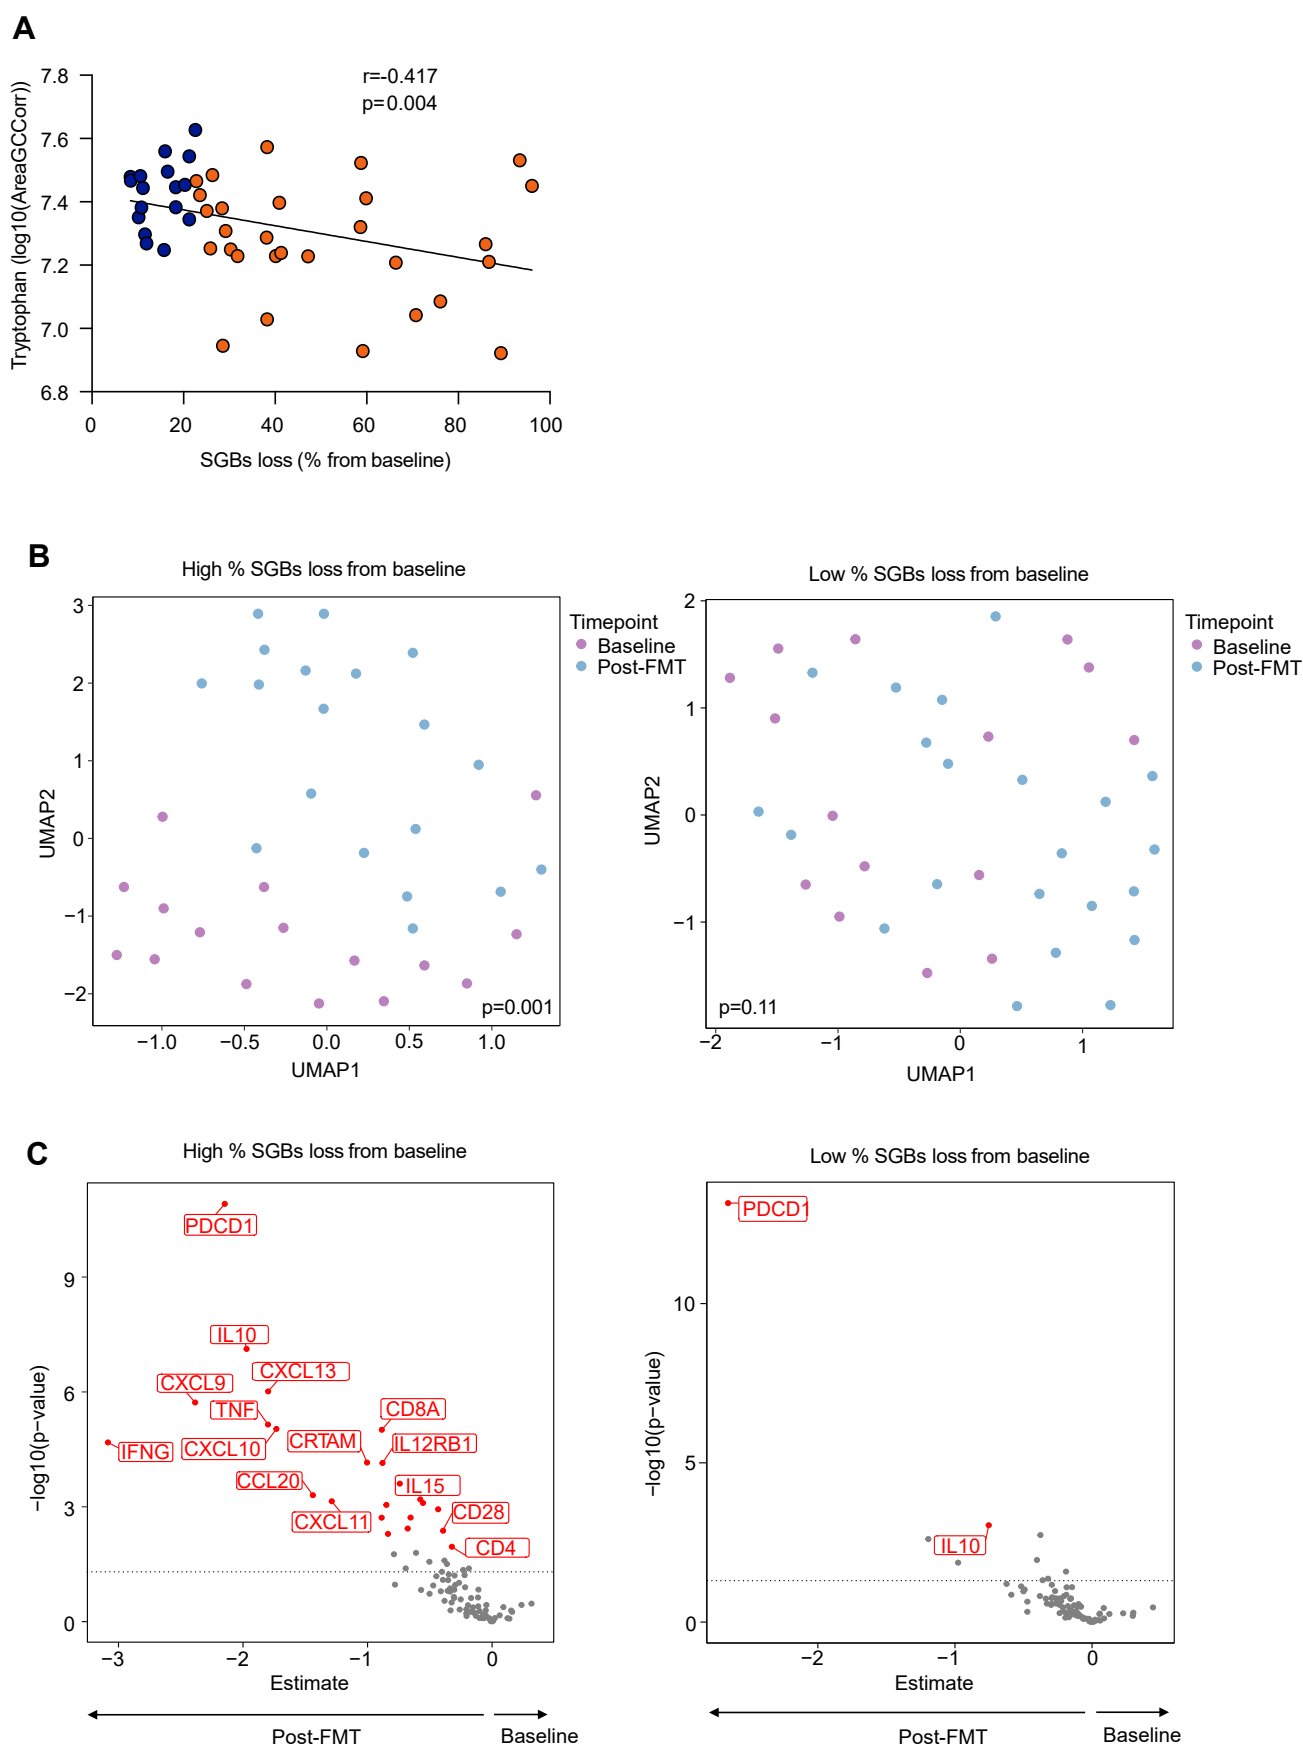 A
r=-0.417
p=0.004
Tryptophan (log10(AreaGCCorr))
7.8
7.6
7.4
7.2
7.0
6.8
0 20 40 60 80 100
SGBs loss (% from baseline)
B
High % SGBs loss from baseline
UMAP2
3
2
1
0
−1
−2
p=0.001
−1.0 −0.5 0.0 0.5 1.0
UMAP1
Timepoint
Baseline
Post-FMT
Low % SGBs loss from baseline
UMAP2
2
1
0
−1
p=0.11
−2 −1 0 1
UMAP1
Timepoint
Baseline
Post-FMT
C
High % SGBs loss from baseline
−log10(p−value)
9
6
3
0
PDCD1
IL10
CXCL13
CXCL9
TNF
CD8A
IFNG
CXCL10
CRTAM
IL12RB1
CCL20
IL15
CXCL11
CD28
CD4
−3 −2 −1 0
Estimate
Post-FMT
Baseline
Low % SGBs loss from baseline
−log10(p−value)
10
5
0
PDCD1
IL10
−2 −1 0
Estimate
Post-FMT
Baseline